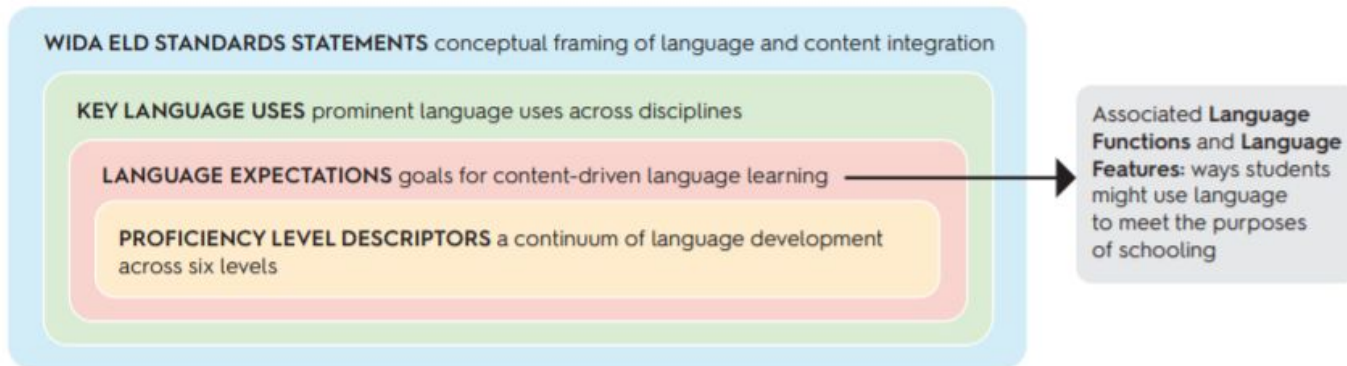 WIDA ELD STANDARDS STATEMENTS conceptual framing of language and content integration
KEY LANGUAGE USES prominent language uses across disciplines
LANGUAGE EXPECTATIONS goals for content-driven language learning
PROFICIENCY LEVEL DESCRIPTORS a continuum of language development
across six levels
Associated Language
Functions and Language
Features: ways students
might use language
to meet the purposes
of schooling